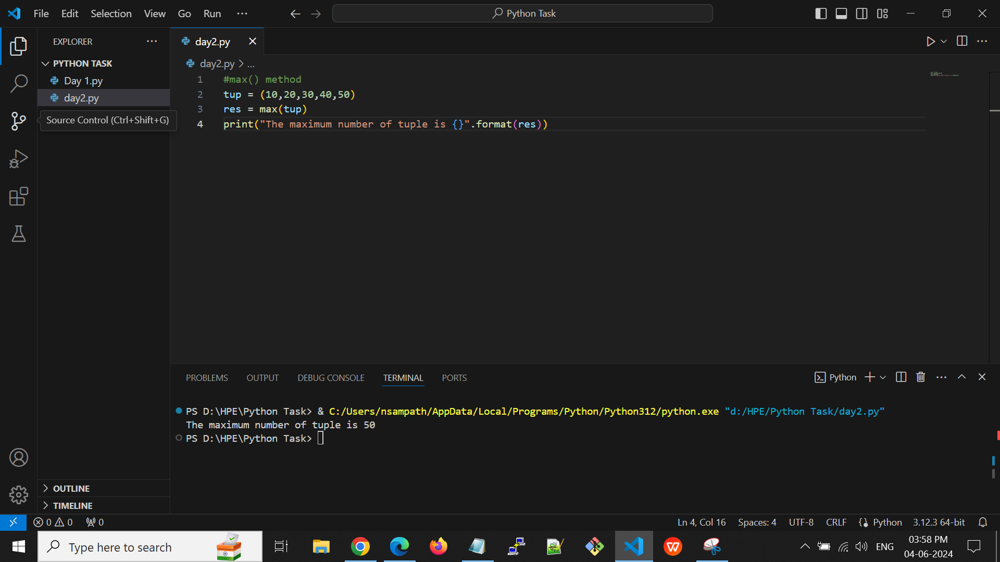 File Edit Selection View Go Run ...
Python Task
EXPLORER ...
day2.py
PYTHON TASK
Day 1.py
day2.py
Source Control (Ctrl+Shift+G)
day2.py > ...
1 #max() method
2 tup = (10,20,30,40,50)
3 res = max(tup)
4 print("The maximum number of tuple is {}".format(res))
PROBLEMS OUTPUT DEBUG CONSOLE TERMINAL PORTS
Python
PS D:\HPE\Python Task> & C:/Users/nsampath/AppData/Local/Programs/Python/Python312/python.exe "d:/HPE/Python Task/day2.py"
The maximum number of tuple is 50
PS D:\HPE\Python Task>
OUTLINE
TIMELINE
0 0 0
Ln 4, Col 16 Spaces: 4 UTF-8 CRLF {} Python 3.12.3 64-bit
Type here to search
ENG
03:58 PM
04-06-2024